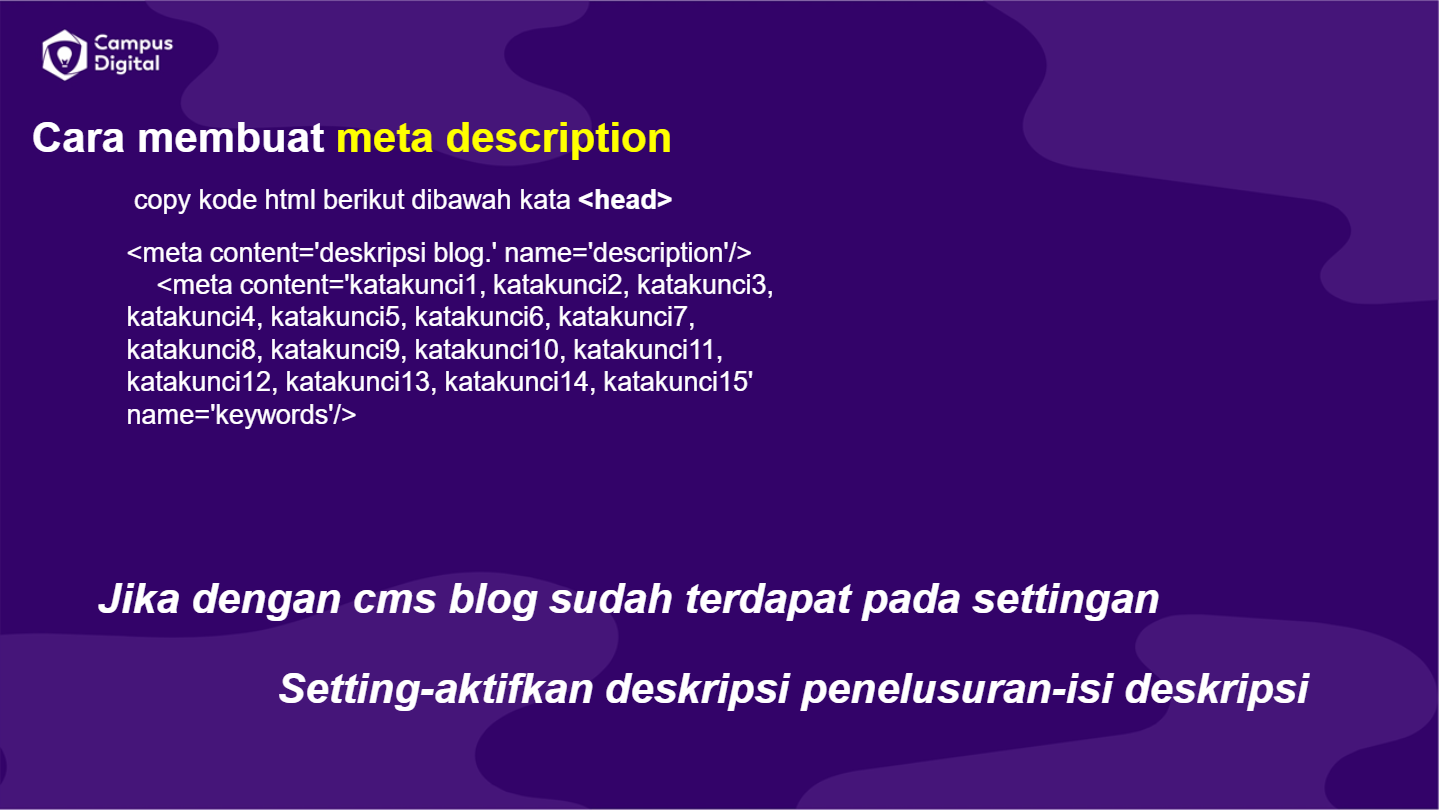 Campus
Digital
Cara membuat meta description
copy kode html berikut dibawah kata <head>
<meta content='deskripsi blog.' name='description'/>
<meta content='katakunci1, katakunci2, katakunci3,
katakunci4, katakunci5, katakunci6, katakunci7,
katakunci8, katakunci9, katakunci10, katakunci11,
katakunci12, katakunci13, katakunci14, katakunci15'
name='keywords'/>
Jika dengan cms blog sudah terdapat pada settingan
Setting-aktifkan deskripsi penelusuran-isi deskripsi